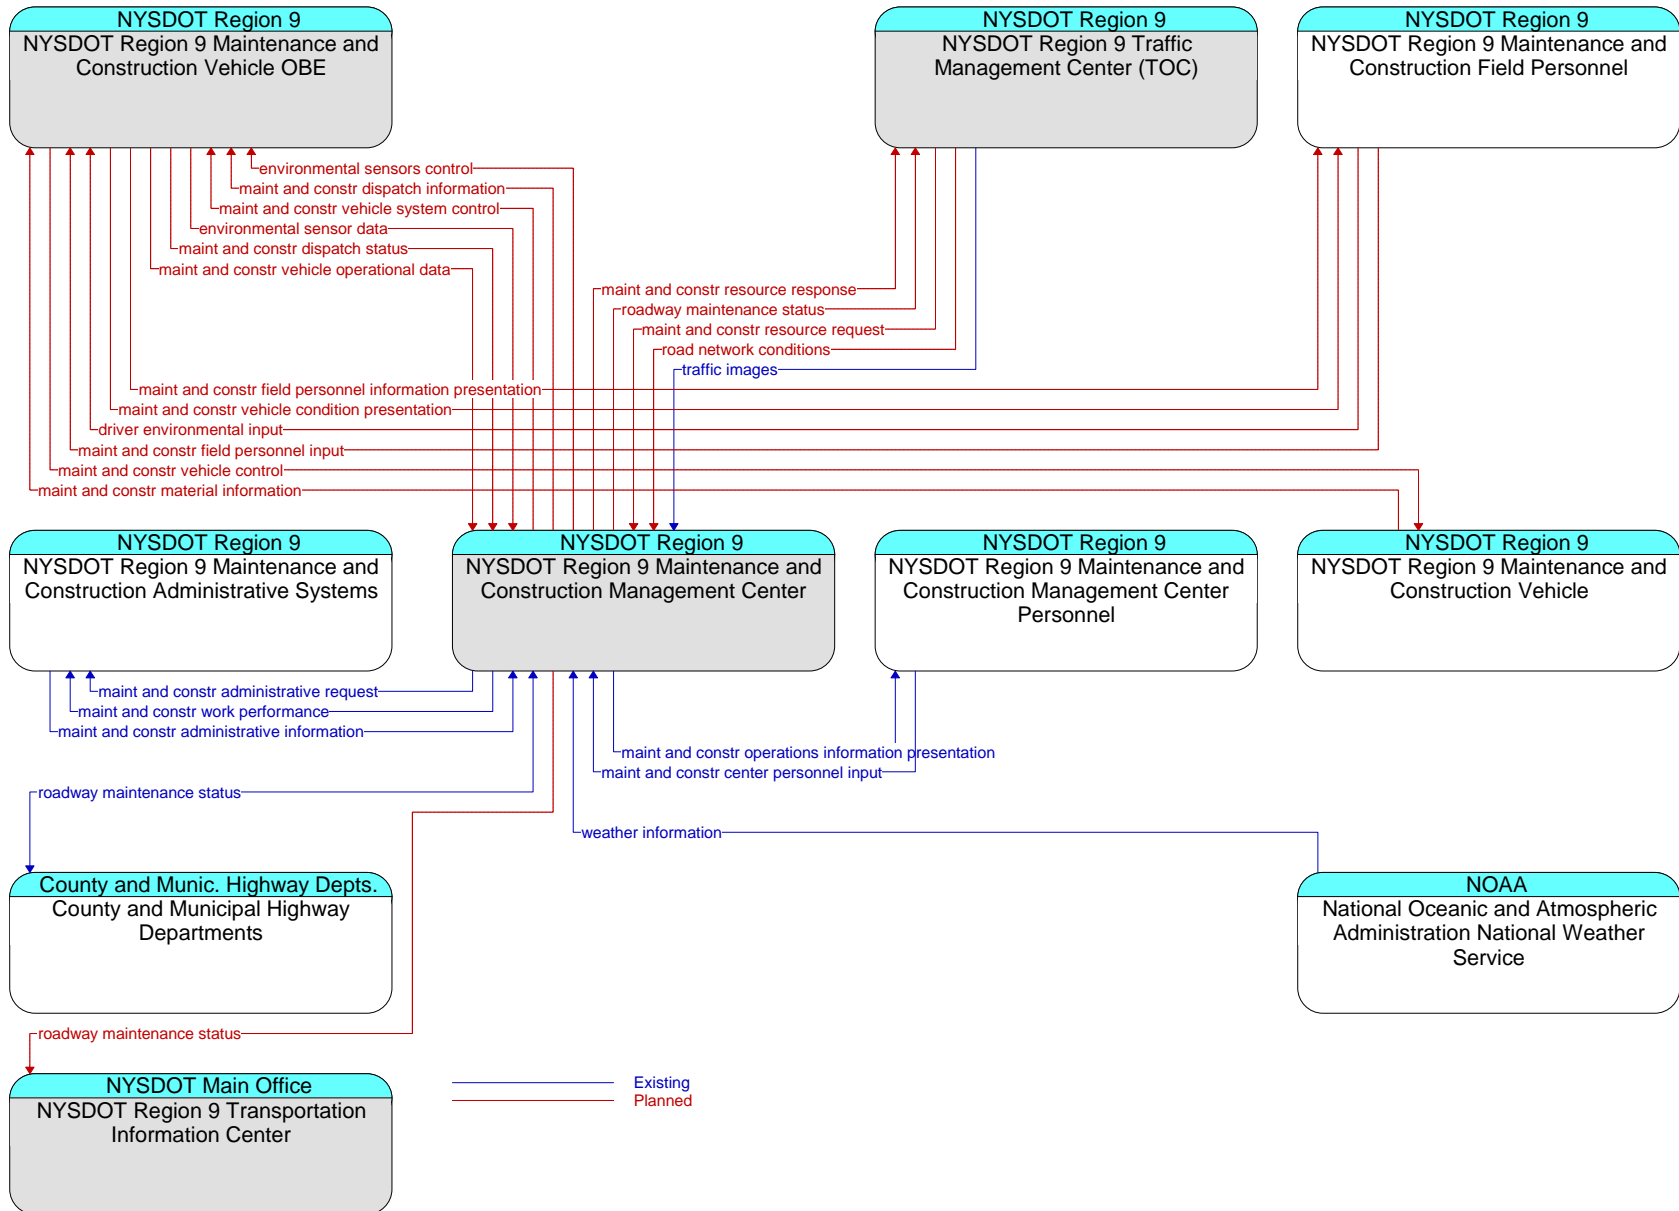 NYSDOT Region 9
NYSDOT Region 9 Maintenance and
Construction Vehicle OBE
NYSDOT Region 9
NYSDOT Region 9 Traffic
Management Center (TOC)
NYSDOT Region 9
NYSDOT Region 9 Maintenance and
Construction Field Personnel
environmental sensors control
maint and constr dispatch information
maint and constr vehicle system control
environmental sensor data
maint and constr dispatch status
maint and constr vehicle operational data
maint and constr resource response
roadway maintenance status
maint and constr resource request
road network conditions
traffic images
maint and constr field personnel information presentation
maint and constr vehicle condition presentation
driver environmental input
maint and constr field personnel input
maint and constr vehicle control
maint and constr material information
NYSDOT Region 9
NYSDOT Region 9 Maintenance and
Construction Administrative Systems
NYSDOT Region 9
NYSDOT Region 9 Maintenance and
Construction Management Center
NYSDOT Region 9
NYSDOT Region 9 Maintenance and
Construction Management Center
Personnel
NYSDOT Region 9
NYSDOT Region 9 Maintenance and
Construction Vehicle
maint and constr administrative request
maint and constr work performance
maint and constr administrative information
maint and constr operations information presentation
maint and constr center personnel input
roadway maintenance status
weather information
County and Munic. Highway Depts.
County and Municipal Highway
Departments
NOAA
National Oceanic and Atmospheric
Administration National Weather
Service
roadway maintenance status
NYSDOT Main Office
NYSDOT Region 9 Transportation
Information Center
Existing
Planned